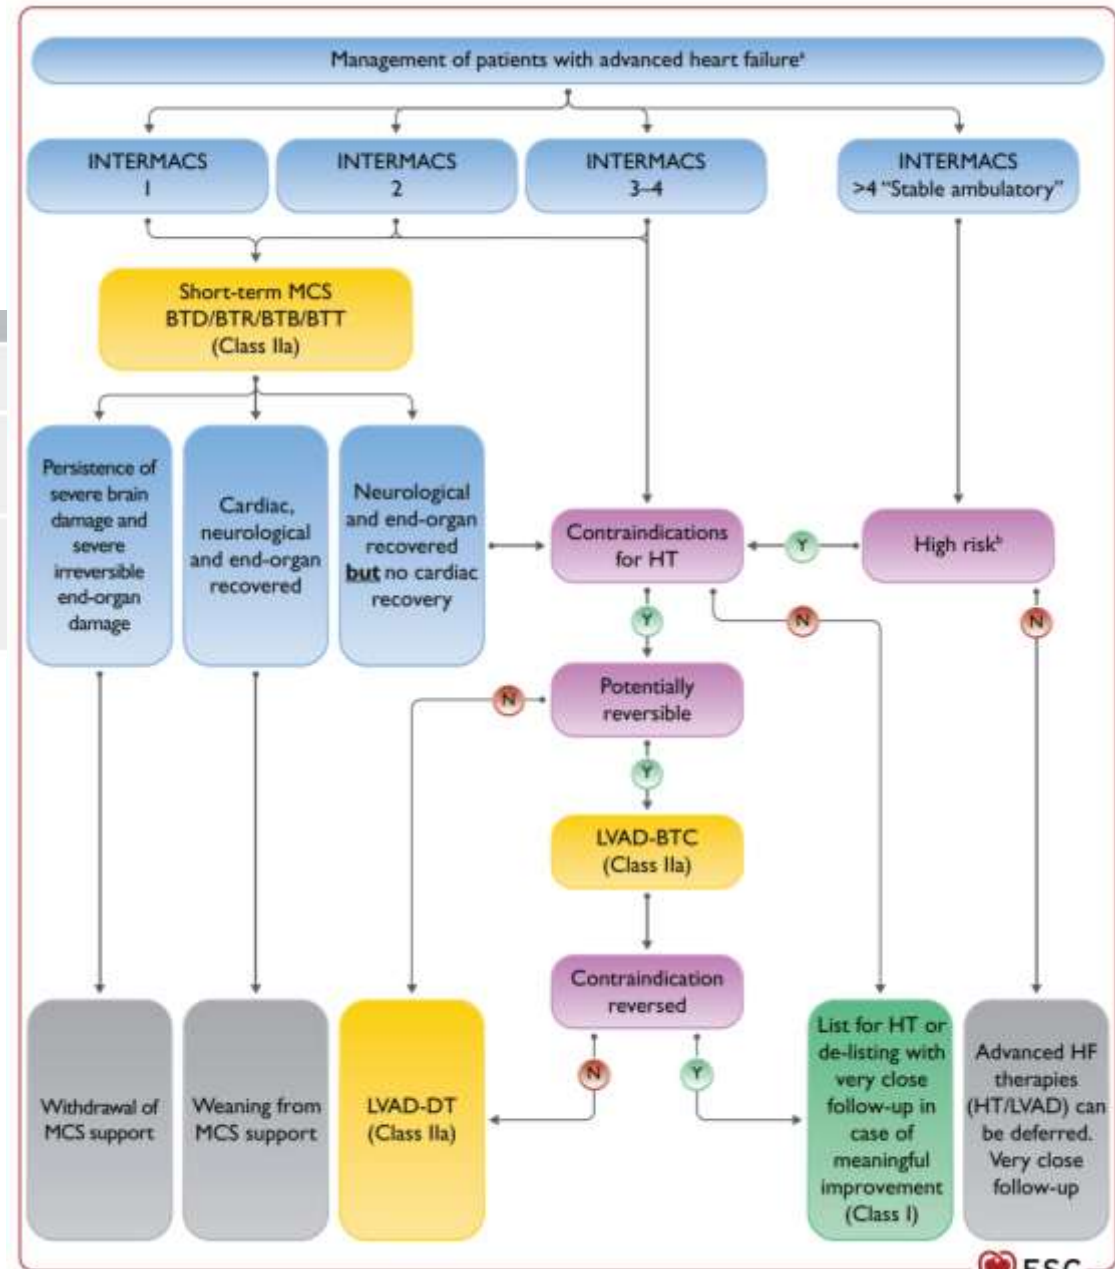 Management of patients with advanced heart failureᵃ
INTERMACS
1
INTERMACS
2
INTERMACS
3–4
INTERMACS
>4 "Stable ambulatory"
Short-term MCS
BTD/BTR/BTB/BTT
(Class IIa)
Persistence of
severe brain
damage and
severe
irreversible
end-organ
damage
Cardiac,
neurological
and end-organ
recovered
Neurological
and end-organ
recovered
but no cardiac
recovery
Contraindications
for HT
Y
High riskᵇ
Y
N
N
Potentially
reversible
N
Y
LVAD-BTC
(Class IIa)
Contraindication
reversed
N
Y
Withdrawal of
MCS support
Weaning from
MCS support
LVAD-DT
(Class IIa)
List for HT or
de-listing with
very close
follow-up in
case of
meaningful
improvement
(Class I)
Advanced HF
therapies
(HT/LVAD) can
be deferred.
Very close
follow-up
ESC